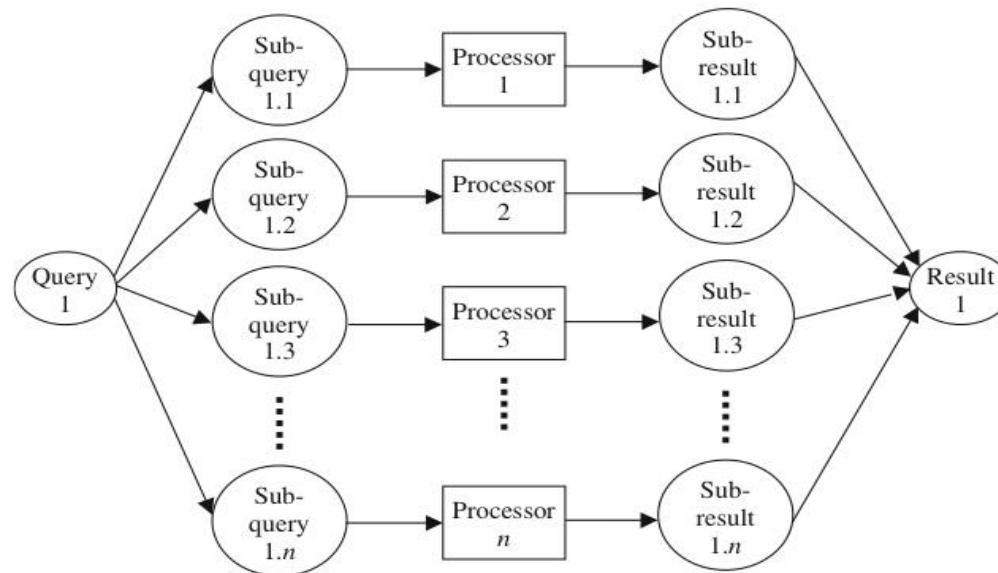 Sub-
query
1.1
Processor
1
Sub-
result
1.1
Sub-
query
1.2
Processor
2
Sub-
result
1.2
Query
1
Sub-
query
1.3
Processor
3
Sub-
result
1.3
Result
1
Sub-
query
1.n
Processor
n
Sub-
result
1.n